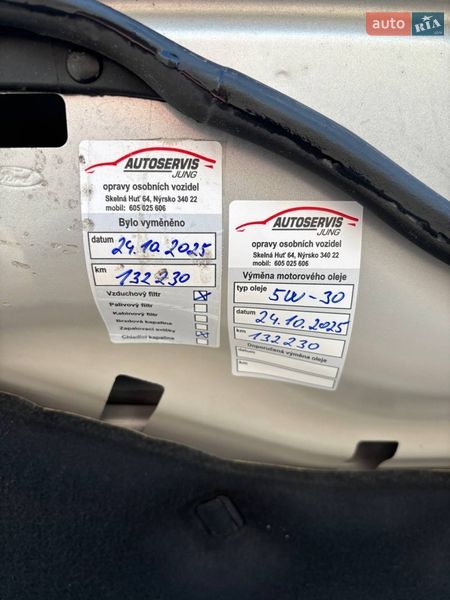 auto RIA
Ford
AUTOSERVIS
JUNG
opravy osobních vozidel
Skelná Huť 64, Nýrsko 340 22
mobil: 605 025 606
Bylo vyměněno
datum 24.10.2025
km 132230
Vzduchový filtr
Palivový filtr
Kabinový filtr
Brzdová kapalina
Zapalovací svíčky
Chladící kapalina
AUTOSERVIS
JUNG
opravy osobních vozidel
Skelná Huť 64, Nýrsko 340 22
mobil: 605 025 606
Výměna motorového oleje
typ oleje 5W-30
datum 24.10.2025
km 132230
Doporučená výměna oleje
datum
km